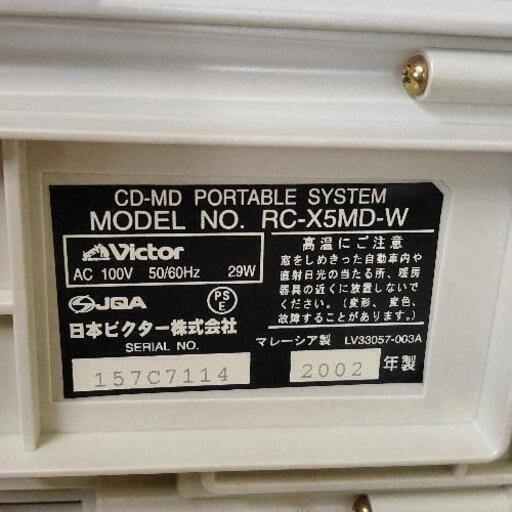 CD-MD PORTABLE SYSTEM
MODEL NO. RC-X5MD-W
Victor
AC 100V 50/60Hz 29W
JQA
PS
E
日本ビクター株式会社
SERIAL NO.
157C7114
高温にご注意
窓をしめきった自動車内や
直射日光の当たる所、暖房
器具の近くに放置しないで
ください。(変形、変色、
故障することがあります。)
マレーシア製 LV33057-003A
2002 年製